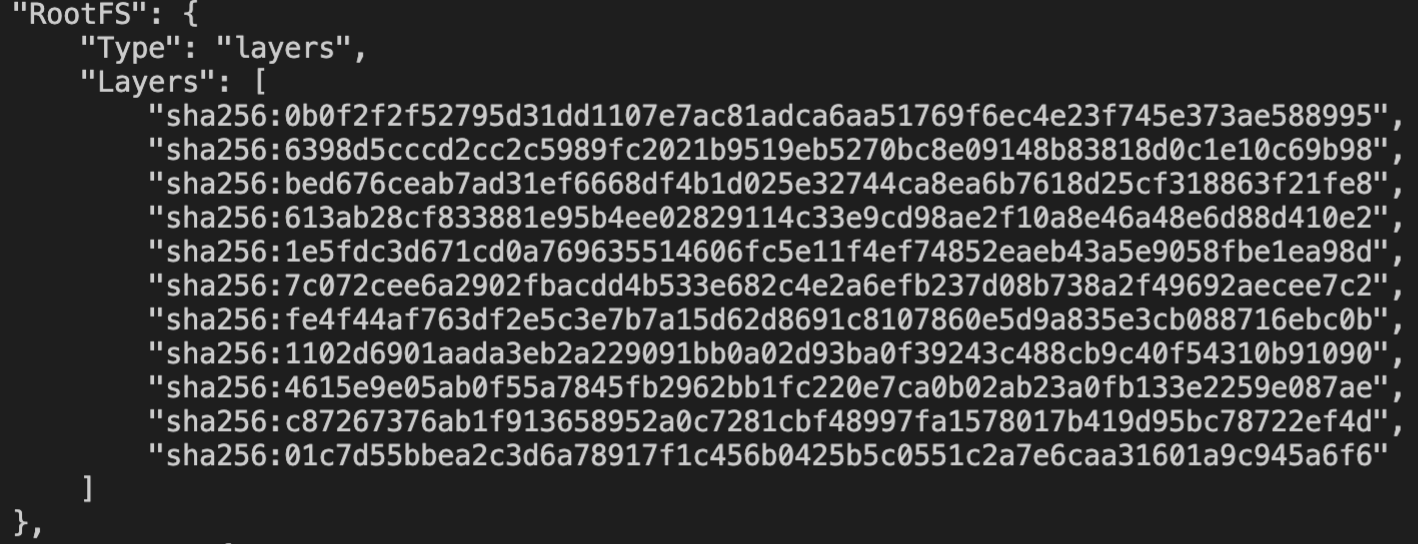 "RootFS": {
    "Type": "layers",
    "Layers": [
        "sha256:0b0f2f2f52795d31dd1107e7ac81adca6aa51769f6ec4e23f745e373ae588995",
        "sha256:6398d5cccd2cc2c5989fc2021b9519eb5270bc8e09148b83818d0c1e10c69b98",
        "sha256:bed676ceab7ad31ef6668df4b1d025e32744ca8ea6b7618d25cf318863f21fe8",
        "sha256:613ab28cf833881e95b4ee02829114c33e9cd98ae2f10a8e46a48e6d88d410e2",
        "sha256:1e5fdc3d671cd0a769635514606fc5e11f4ef74852eaeb43a5e9058fbe1ea98d",
        "sha256:7c072cee6a2902fbacdd4b533e682c4e2a6efb237d08b738a2f49692aecee7c2",
        "sha256:fe4f44af763df2e5c3e7b7a15d62d8691c8107860e5d9a835e3cb088716ebc0b",
        "sha256:1102d6901aada3eb2a229091bb0a02d93ba0f39243c488cb9c40f54310b91090",
        "sha256:4615e9e05ab0f55a7845fb2962bb1fc220e7ca0b02ab23a0fb133e2259e087ae",
        "sha256:c87267376ab1f913658952a0c7281cbf48997fa1578017b419d95bc78722ef4d",
        "sha256:01c7d55bbea2c3d6a78917f1c456b0425b5c0551c2a7e6caa31601a9c945a6f6"
    ]
},